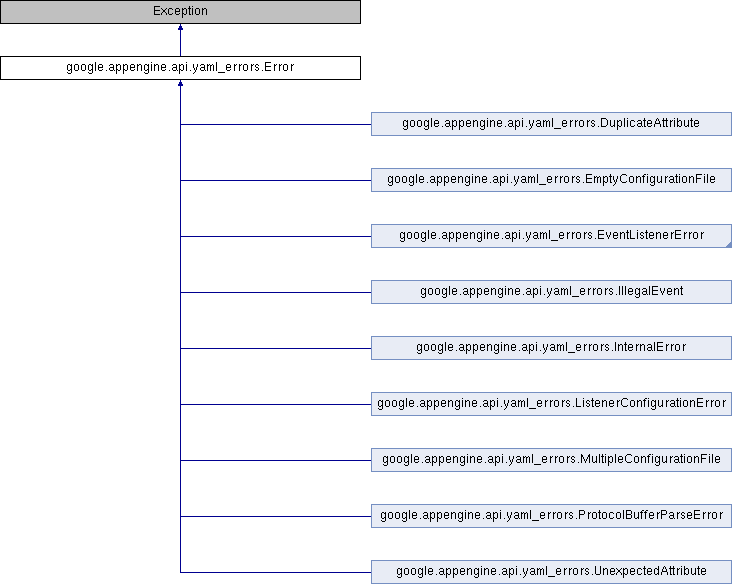 Exception
google.appengine.api.yaml_errors.Error
google.appengine.api.yaml_errors.DuplicateAttribute
google.appengine.api.yaml_errors.EmptyConfigurationFile
google.appengine.api.yaml_errors.EventListenerError
google.appengine.api.yaml_errors.IllegalEvent
google.appengine.api.yaml_errors.InternalError
google.appengine.api.yaml_errors.ListenerConfigurationError
google.appengine.api.yaml_errors.MultipleConfigurationFile
google.appengine.api.yaml_errors.ProtocolBufferParseError
google.appengine.api.yaml_errors.UnexpectedAttribute